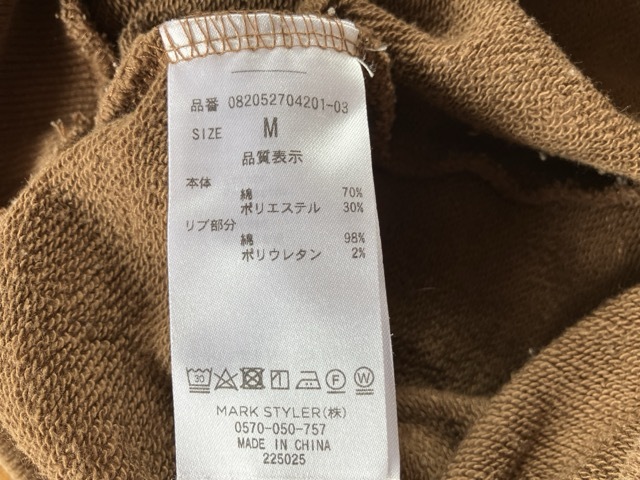 品番 082052704201-03
SIZE M
品質表示
本体
綿 70%
ポリエステル 30%
リブ部分
綿 98%
ポリウレタン 2%
30 F W
MARK STYLER(株)
0570-050-757
MADE IN CHINA
225025